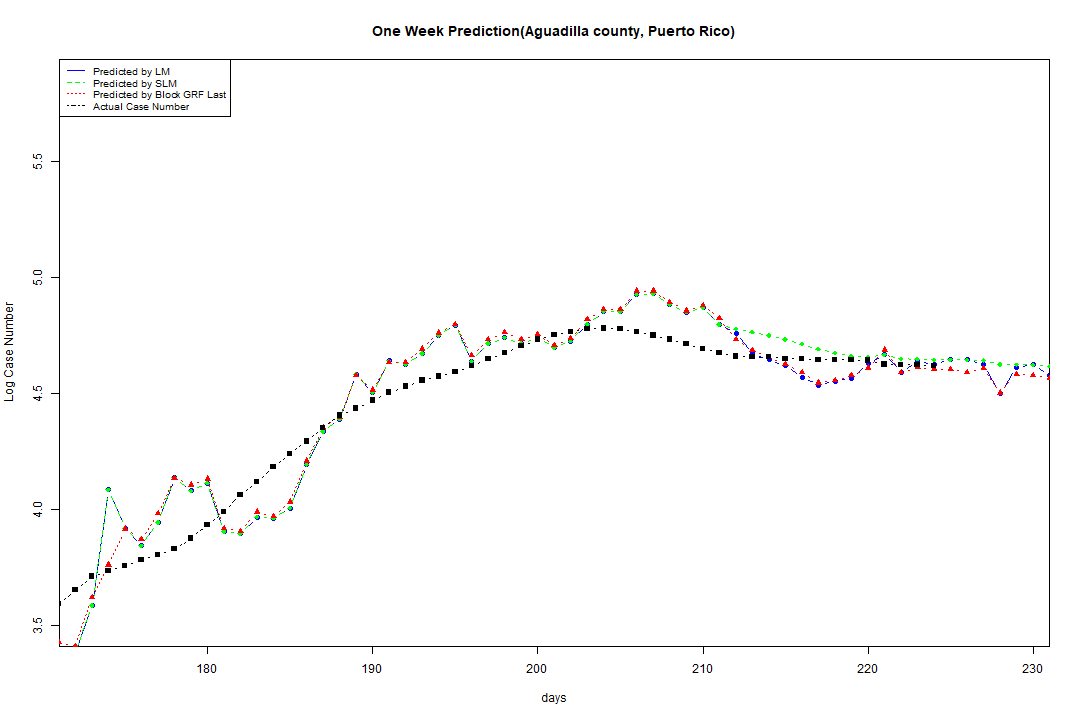 One Week Prediction(Aguadilla county, Puerto Rico)
Predicted by LM
Predicted by SLM
Predicted by Block GRF Last
Actual Case Number
5.5
5.0
4.5
4.0
3.5
Log Case Number
180 190 200 210 220 230
days